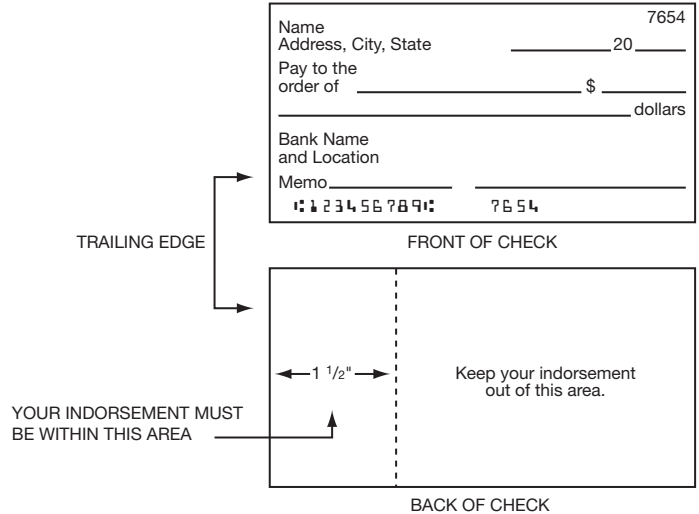 7654
Name
Address, City, State 20
Pay to the
order of $
dollars
Bank Name
and Location
Memo
⑆123456789⑆ 7654
TRAILING EDGE
FRONT OF CHECK
1 1/2"
Keep your indorsement
out of this area.
YOUR INDORSEMENT MUST
BE WITHIN THIS AREA
BACK OF CHECK